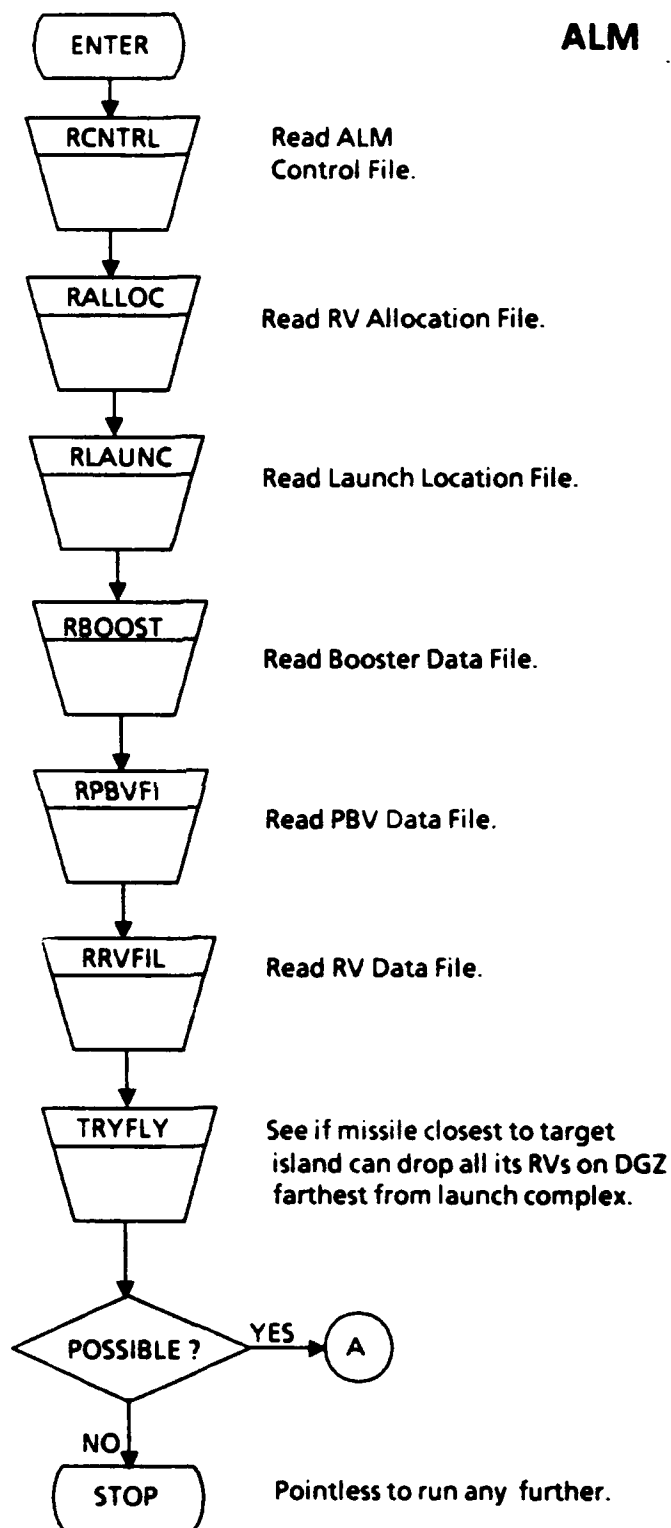 ALM
ENTER
RCNTRL
Read ALM
Control File.
RALLOC
Read RV Allocation File.
RLAUNC
Read Launch Location File.
RBOOST
Read Booster Data File.
RPBVFI
Read PBV Data File.
RRVFIL
Read RV Data File.
TRYFLY
See if missile closest to target
island can drop all its RVs on DGZ
farthest from launch complex.
POSSIBLE ?
YES
A
NO
STOP
Pointless to run any further.